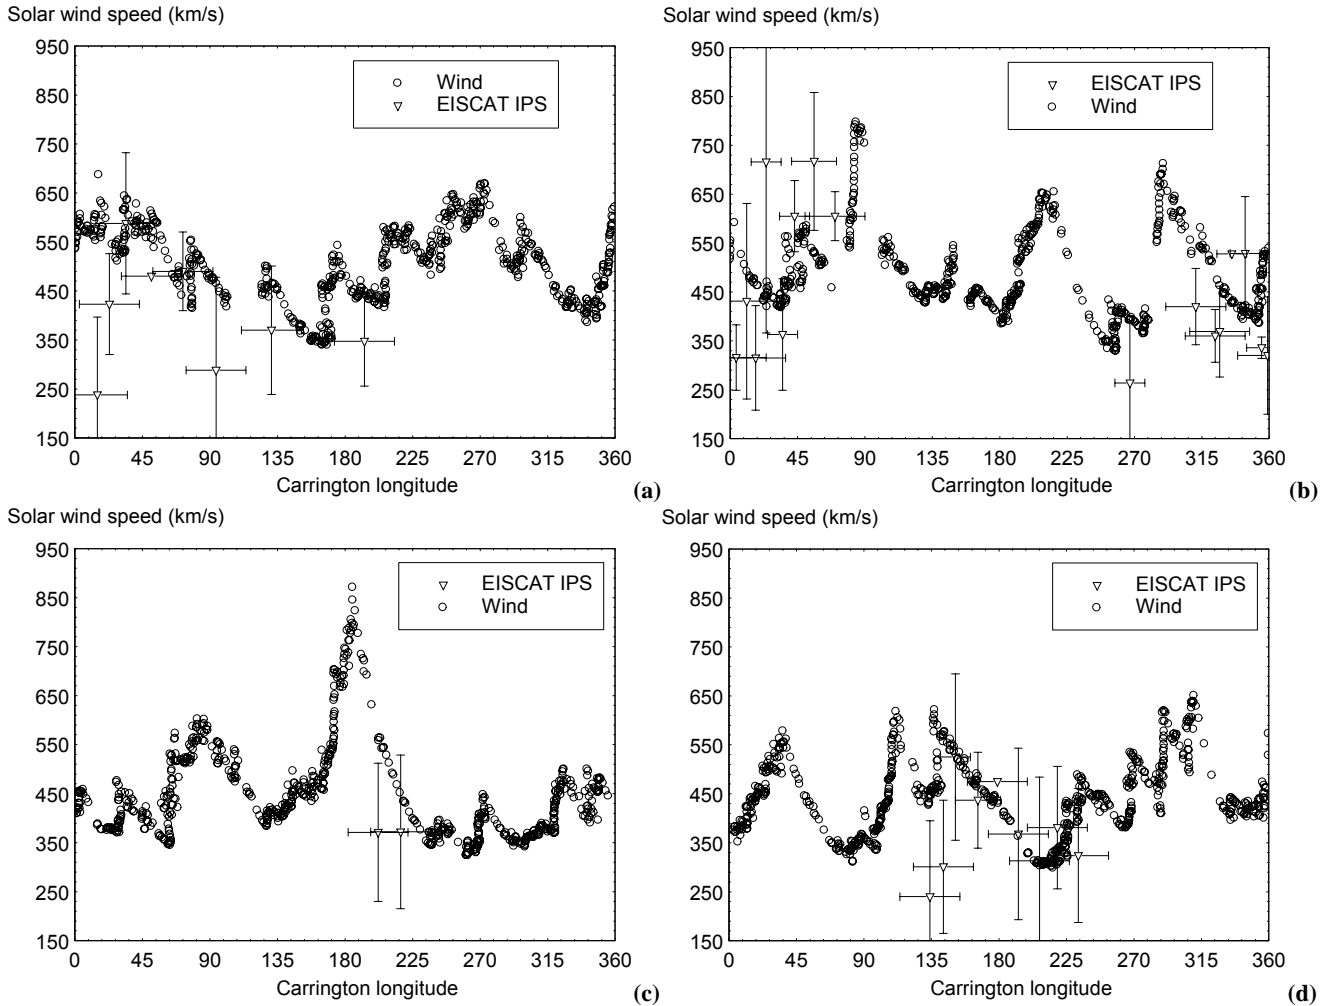 Solar wind speed (km/s)
950
850
750
650
550
450
350
250
150
Wind
EISCAT IPS
0 45 90 135 180 225 270 315 360
Carrington longitude
(a)
Solar wind speed (km/s)
950
850
750
650
550
450
350
250
150
EISCAT IPS
Wind
0 45 90 135 180 225 270 315 360
Carrington longitude
(b)
Solar wind speed (km/s)
950
850
750
650
550
450
350
250
150
EISCAT IPS
Wind
0 45 90 135 180 225 270 315 360
Carrington longitude
(c)
Solar wind speed (km/s)
950
850
750
650
550
450
350
250
150
EISCAT IPS
Wind
0 45 90 135 180 225 270 315 360
Carrington longitude
(d)